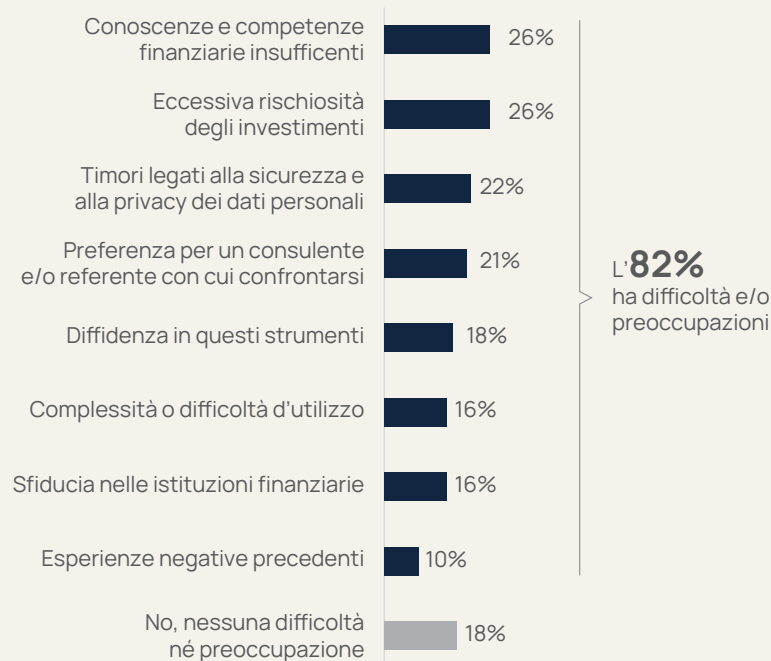 Conoscenze e competenze
finanziarie insufficenti
26%
Eccessiva rischiosità
degli investimenti
26%
Timori legati alla sicurezza e
alla privacy dei dati personali
22%
Preferenza per un consulente
e/o referente con cui confrontarsi
21%
Diffidenza in questi strumenti
18%
Complessità o difficoltà d'utilizzo
16%
Sfiducia nelle istituzioni finanziarie
16%
Esperienze negative precedenti
10%
No, nessuna difficoltà
né preoccupazione
18%
L'82%
ha difficoltà e/o
preoccupazioni